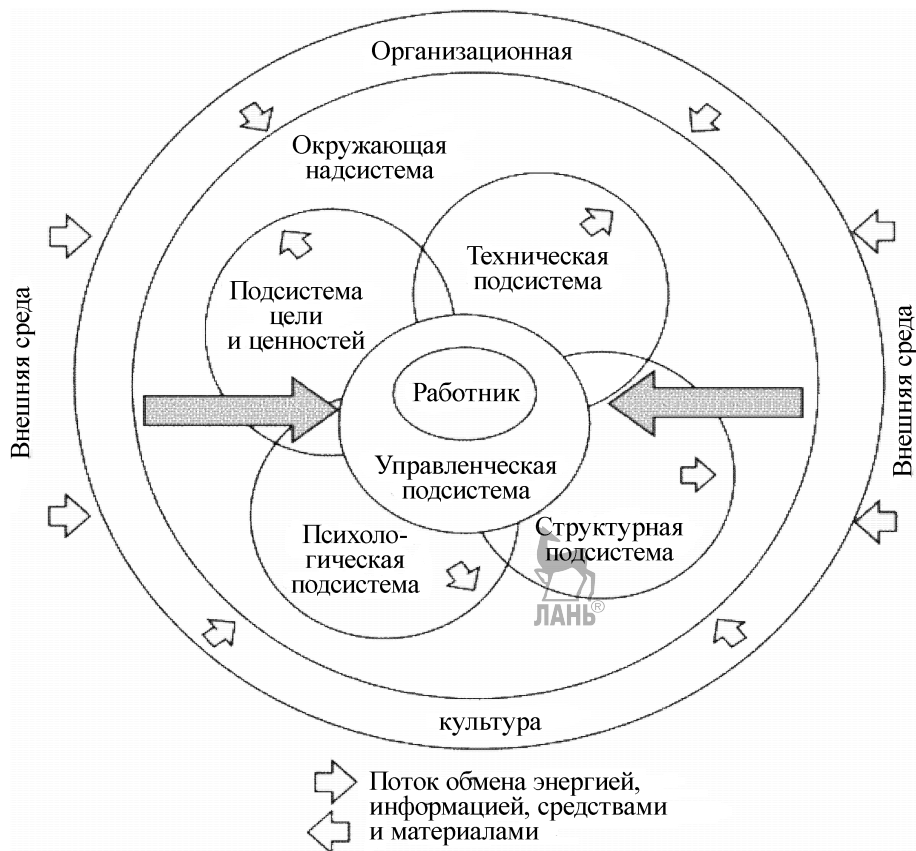 Организационная
Окружающая
надсистема
Техническая
подсистема
Подсистема
цели
и ценностей
Внешняя среда
Внешняя среда
Работник
Управленческая
подсистема
Психоло-
гическая
подсистема
Структурная
подсистема
ЛАНЬ®
культура
Поток обмена энергией,
информацией, средствами
и материалами